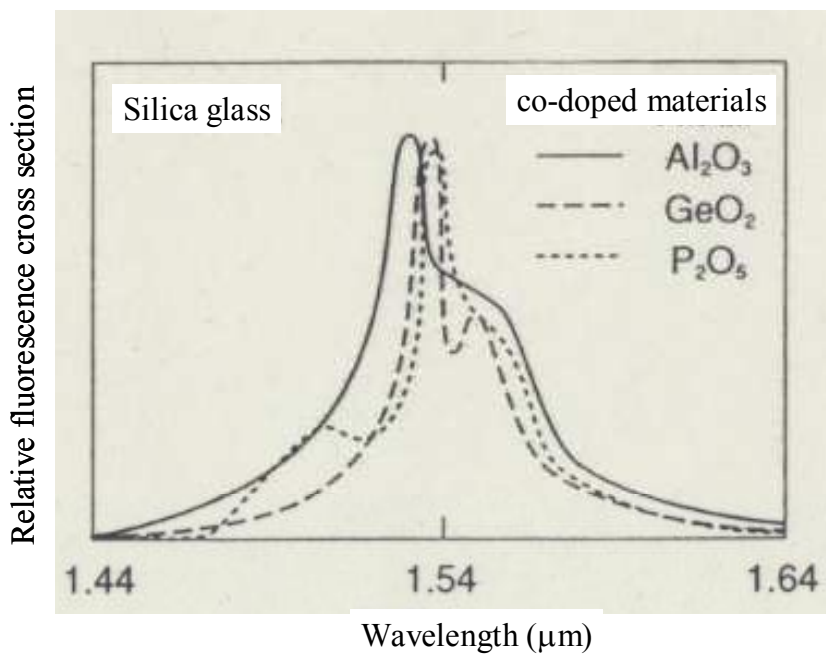 Relative fluorescence cross section
Silica glass
co-doped materials
Al₂O₃
GeO₂
P₂O₅
1.44
1.54
1.64
Wavelength (µm)